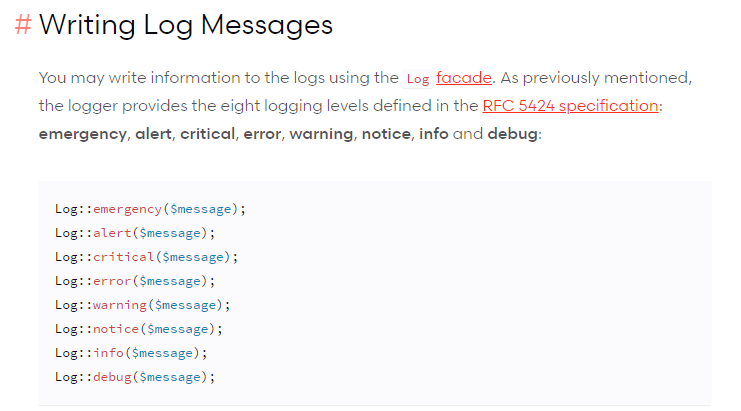 # Writing Log Messages
You may write information to the logs using the Log facade. As previously mentioned,
the logger provides the eight logging levels defined in the RFC 5424 specification:
emergency, alert, critical, error, warning, notice, info and debug:
Log::emergency($message);
Log::alert($message);
Log::critical($message);
Log::error($message);
Log::warning($message);
Log::notice($message);
Log::info($message);
Log::debug($message);